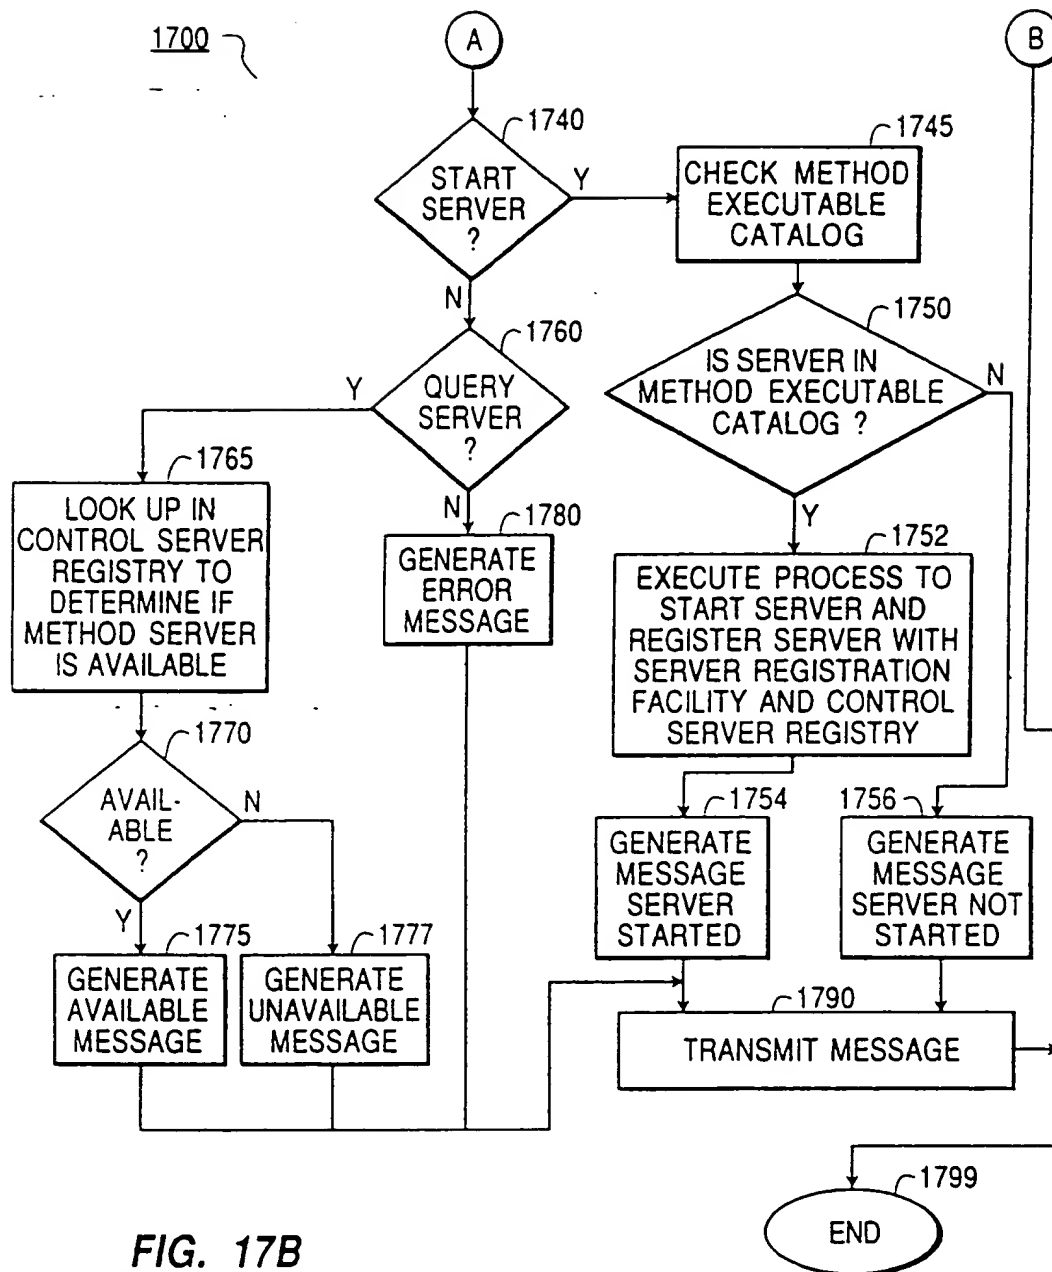 1700
A
B
1740
START
SERVER
?
Y
N
1745
CHECK METHOD
EXECUTABLE
CATALOG
1750
IS SERVER IN
METHOD EXECUTABLE
CATALOG ?
N
Y
1760
QUERY
SERVER
?
Y
N
1765
LOOK UP IN
CONTROL SERVER
REGISTRY TO
DETERMINE IF
METHOD SERVER
IS AVAILABLE
1780
GENERATE
ERROR
MESSAGE
1752
EXECUTE PROCESS TO
START SERVER AND
REGISTER SERVER WITH
SERVER REGISTRATION
FACILITY AND CONTROL
SERVER REGISTRY
1770
AVAIL-
ABLE
?
N
Y
1754
GENERATE
MESSAGE
SERVER
STARTED
1756
GENERATE
MESSAGE
SERVER NOT
STARTED
1775
GENERATE
AVAILABLE
MESSAGE
1777
GENERATE
UNAVAILABLE
MESSAGE
1790
TRANSMIT MESSAGE
1799
END
FIG. 17B